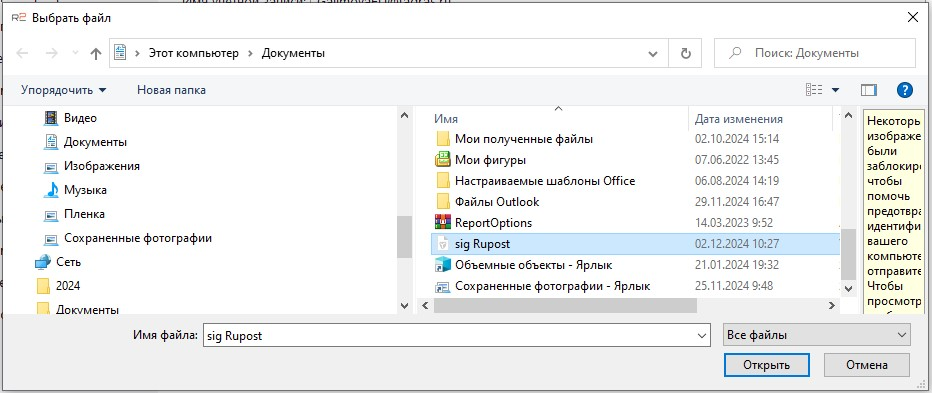 R2 Выбрать файл
Этот компьютер > Документы
Поиск: Документы
Упорядочить
Новая папка
Видео
Документы
Изображения
Музыка
Пленка
Сохраненные фотографии
Сеть
2024
Документы
Имя
Дата изменения
Мои полученные файлы 02.10.2024 15:14
Мои фигуры 07.06.2022 13:45
Настраиваемые шаблоны Office 06.08.2024 14:19
Файлы Outlook 29.11.2024 16:47
ReportOptions 14.03.2023 9:52
sig Rupost 02.12.2024 10:27
Объемные объекты - Ярлык 21.01.2024 19:32
Сохраненные фотографии - Ярлык 25.11.2024 9:48
Некоторы
изображе
были
заблокиро
чтобы
помочь
предотвра
идентифи
вашего
компьюте
отправите
Чтобы
просмотр
Имя файла: sig Rupost
Все файлы
Открыть
Отмена